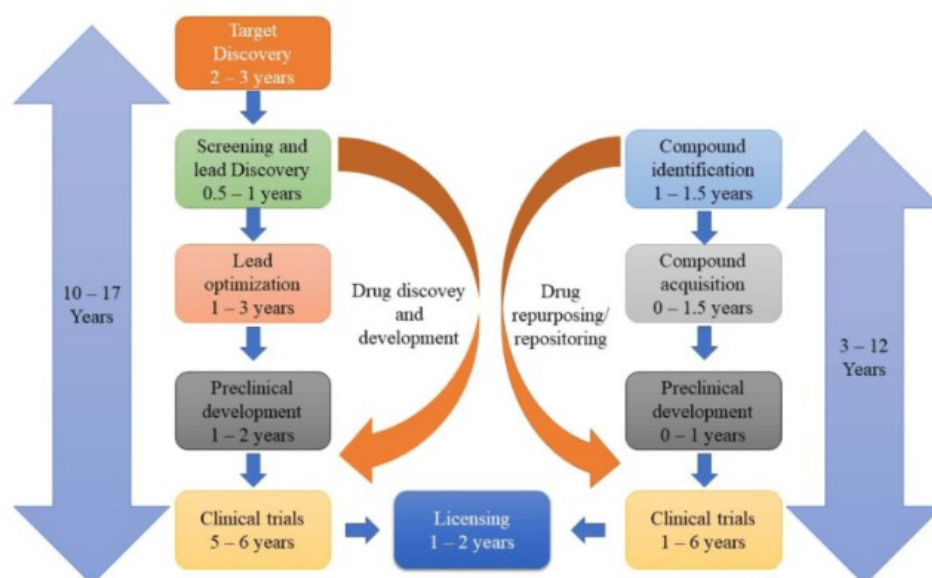 Target
Discovery
2 – 3 years
Screening and
lead Discovery
0.5 – 1 years
Lead
optimization
1 – 3 years
Preclinical
development
1 – 2 years
Clinical trials
5 – 6 years
10 – 17
Years
Drug discovey
and
development
Drug
repurposing/
repositoring
Licensing
1 – 2 years
Compound
identification
1 – 1.5 years
Compound
acquisition
0 – 1.5 years
Preclinical
development
0 – 1 years
Clinical trials
1 – 6 years
3 – 12
Years